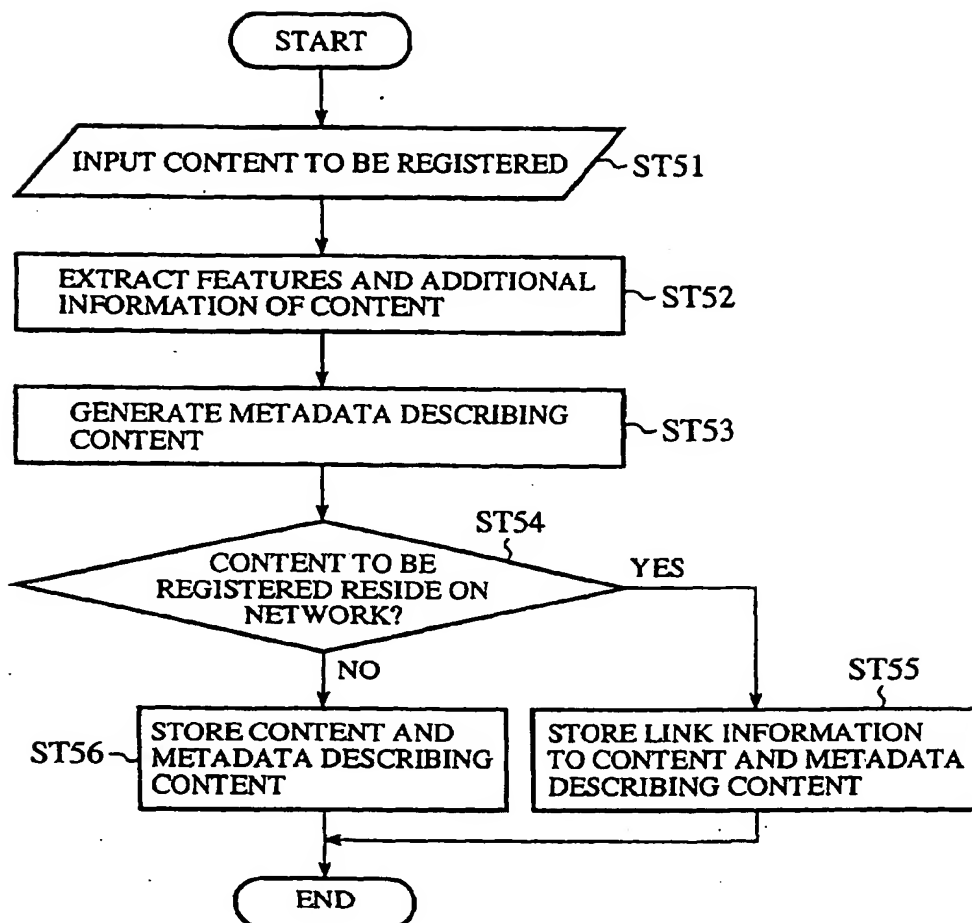 START
INPUT CONTENT TO BE REGISTERED
ST51
EXTRACT FEATURES AND ADDITIONAL
INFORMATION OF CONTENT
ST52
GENERATE METADATA DESCRIBING
CONTENT
ST53
ST54
CONTENT TO BE
REGISTERED RESIDE ON
NETWORK?
YES
NO
ST55
ST56
STORE CONTENT AND
METADATA DESCRIBING
CONTENT
STORE LINK INFORMATION
TO CONTENT AND METADATA
DESCRIBING CONTENT
END